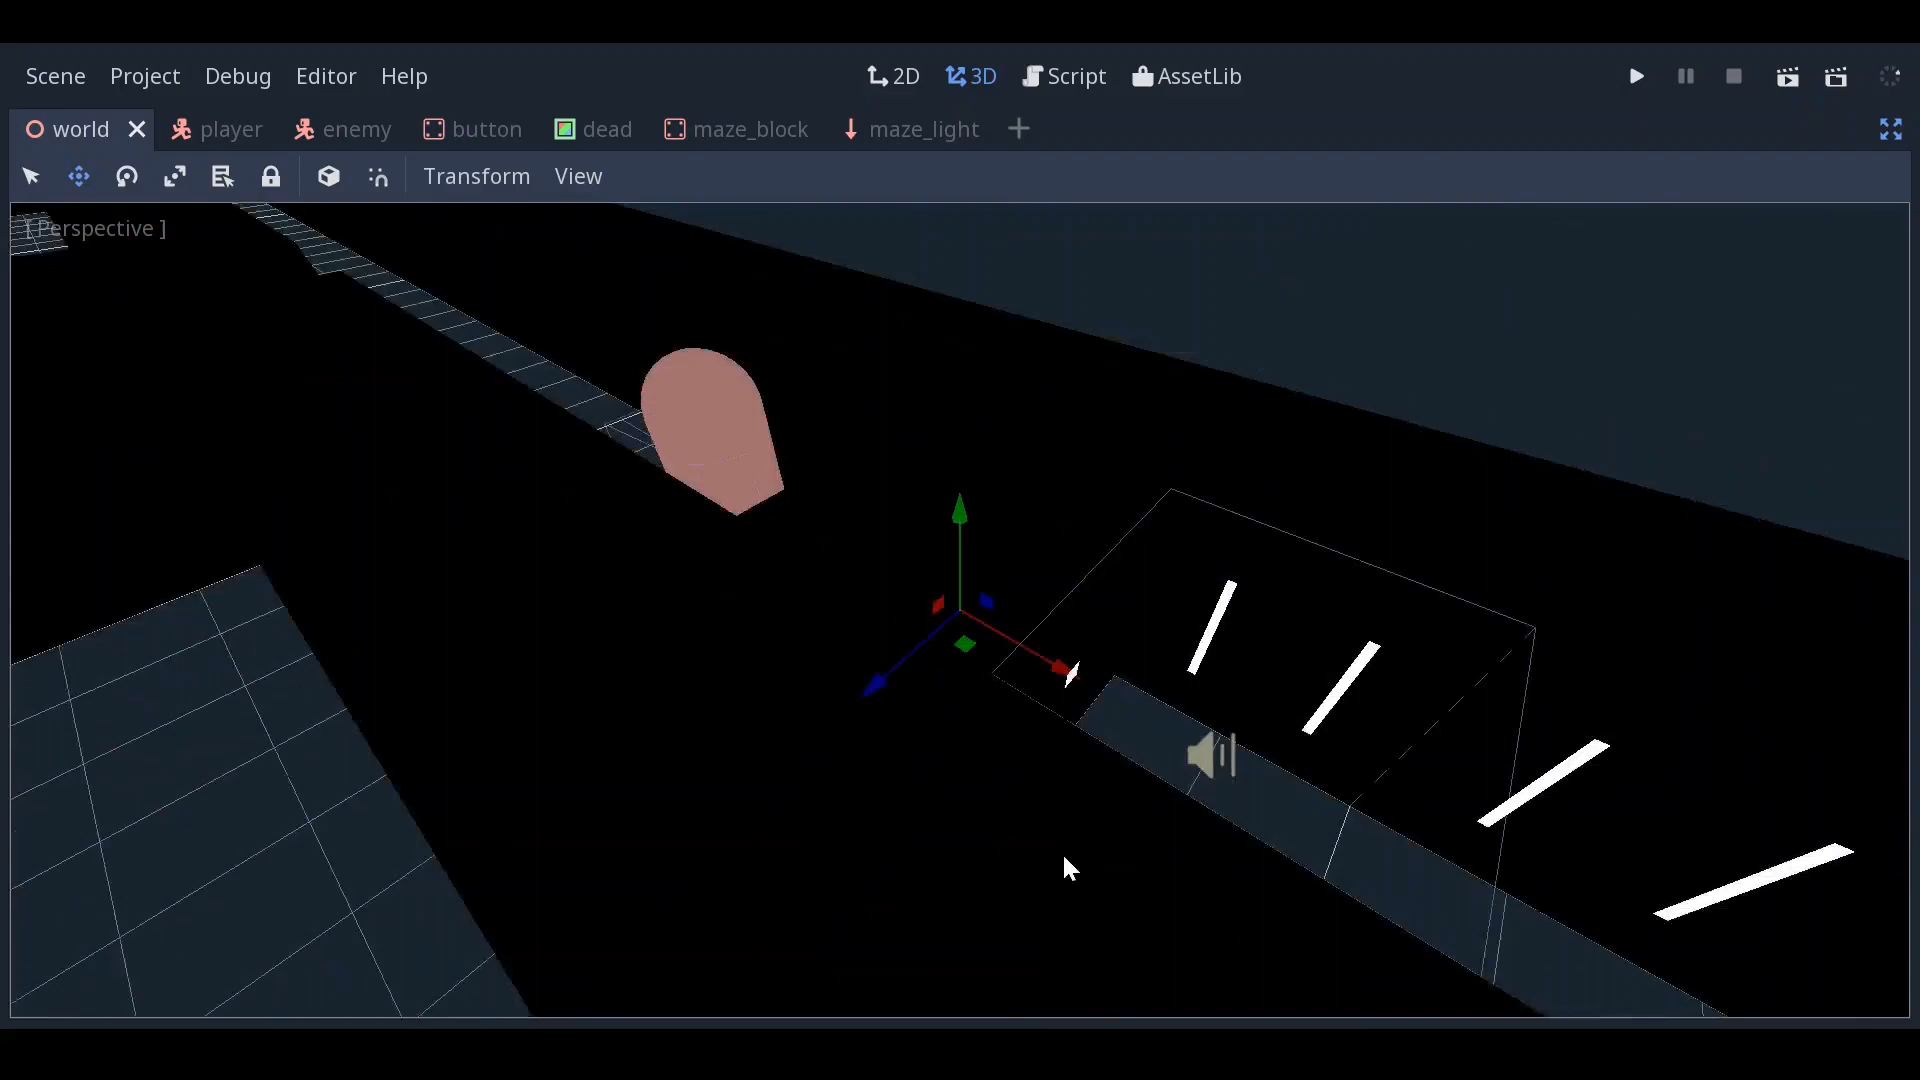 Scene Project Debug Editor Help 2D 3D Script AssetLib
world player enemy button dead maze_block maze_light
Transform View
[ Perspective ]